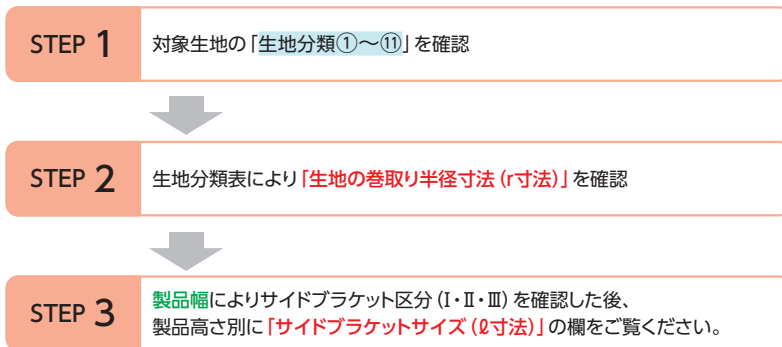 STEP 1
対象生地の「生地分類①〜⑪」を確認
STEP 2
生地分類表により「生地の巻取り半径寸法（r寸法）」を確認
STEP 3
製品幅によりサイドブラケット区分（Ⅰ・Ⅱ・Ⅲ）を確認した後、
製品高さ別に「サイドブラケットサイズ（ℓ寸法）」の欄をご覧ください。